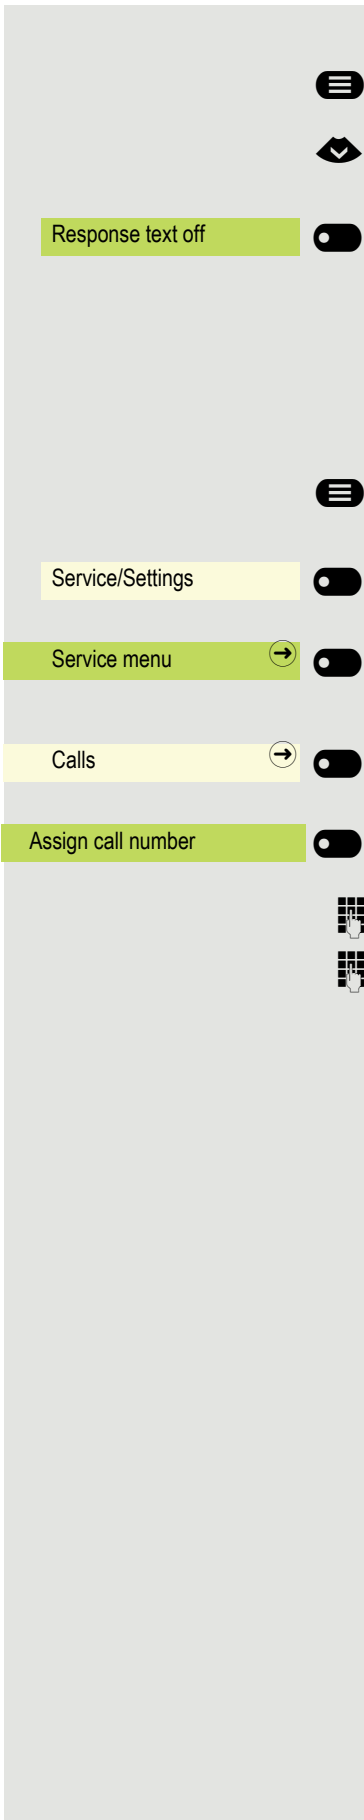 Response text off
Service/Settings
Service menu
Calls
Assign call number